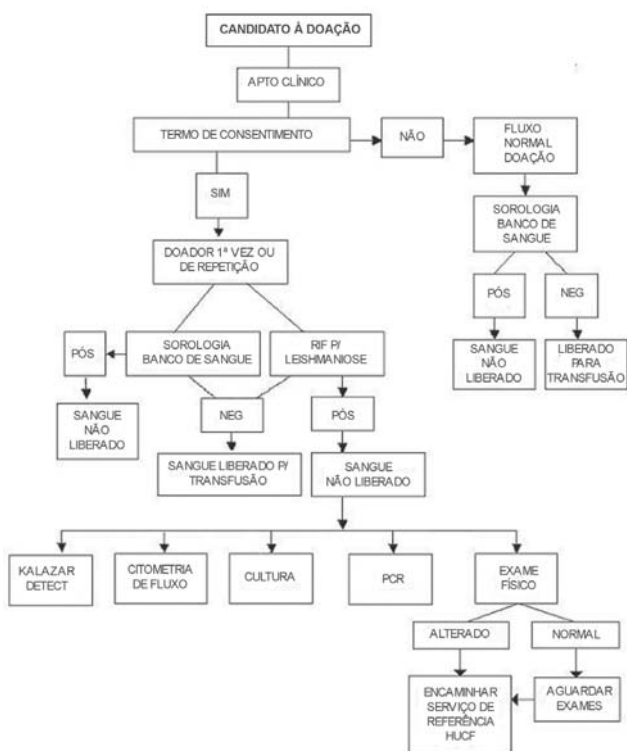 CANDIDATO À DOAÇÃO
APTO CLÍNICO
TERMO DE CONSENTIMENTO
NÃO
FLUXO
NORMAL
DOAÇÃO
SIM
SOROLOGIA
BANCO DE
SANGUE
DOADOR 1ª VEZ OU
DE REPETIÇÃO
PÓS
NEG
PÓS
SOROLOGIA
BANCO DE SANGUE
RIF P/
LEISHMANIOSE
SANGUE
NÃO
LIBERADO
LIBERADO
PARA
TRANSFUSÃO
SANGUE
NÃO
LIBERADO
NEG
PÓS
SANGUE LIBERADO P/
TRANSFUSÃO
SANGUE
NÃO LIBERADO
KALAZAR
DETECT
CITOMETRIA
DE FLUXO
CULTURA
PCR
EXAME
FÍSICO
ALTERADO
NORMAL
ENCAMINHAR
SERVIÇO DE
REFERÊNCIA
HUCF
AGUARDAR
EXAMES